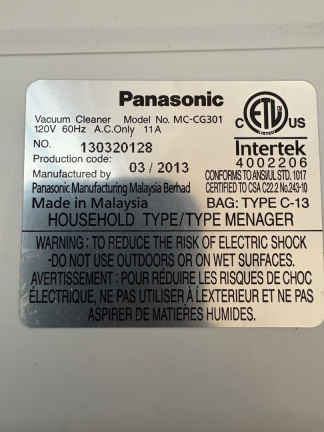 Panasonic
Vacuum Cleaner Model No. MC-CG301
120V 60Hz A.C.Only 11A
NO. 130320128
Production code: 03/2013
Manufactured by
Panasonic Manufacturing Malaysia Berhad
Made in Malaysia
C ETL US
LISTED
Intertek
4002206
CONFORMS TO ANSI/UL STD. 1017
CERTIFIED TO CSA C22.2 No.243-10
BAG: TYPE C-13
HOUSEHOLD TYPE/TYPE MENAGER
WARNING: TO REDUCE THE RISK OF ELECTRIC SHOCK
-DO NOT USE OUTDOORS OR ON WET SURFACES.
AVERTISSEMENT: POUR RÉDUIRE LES RISQUES DE CHOC
ÉLECTRIQUE, NE PAS UTILISER À LEXTERIEUR ET NE PAS
ASPIRER DE MATIÈRES HUMIDES.